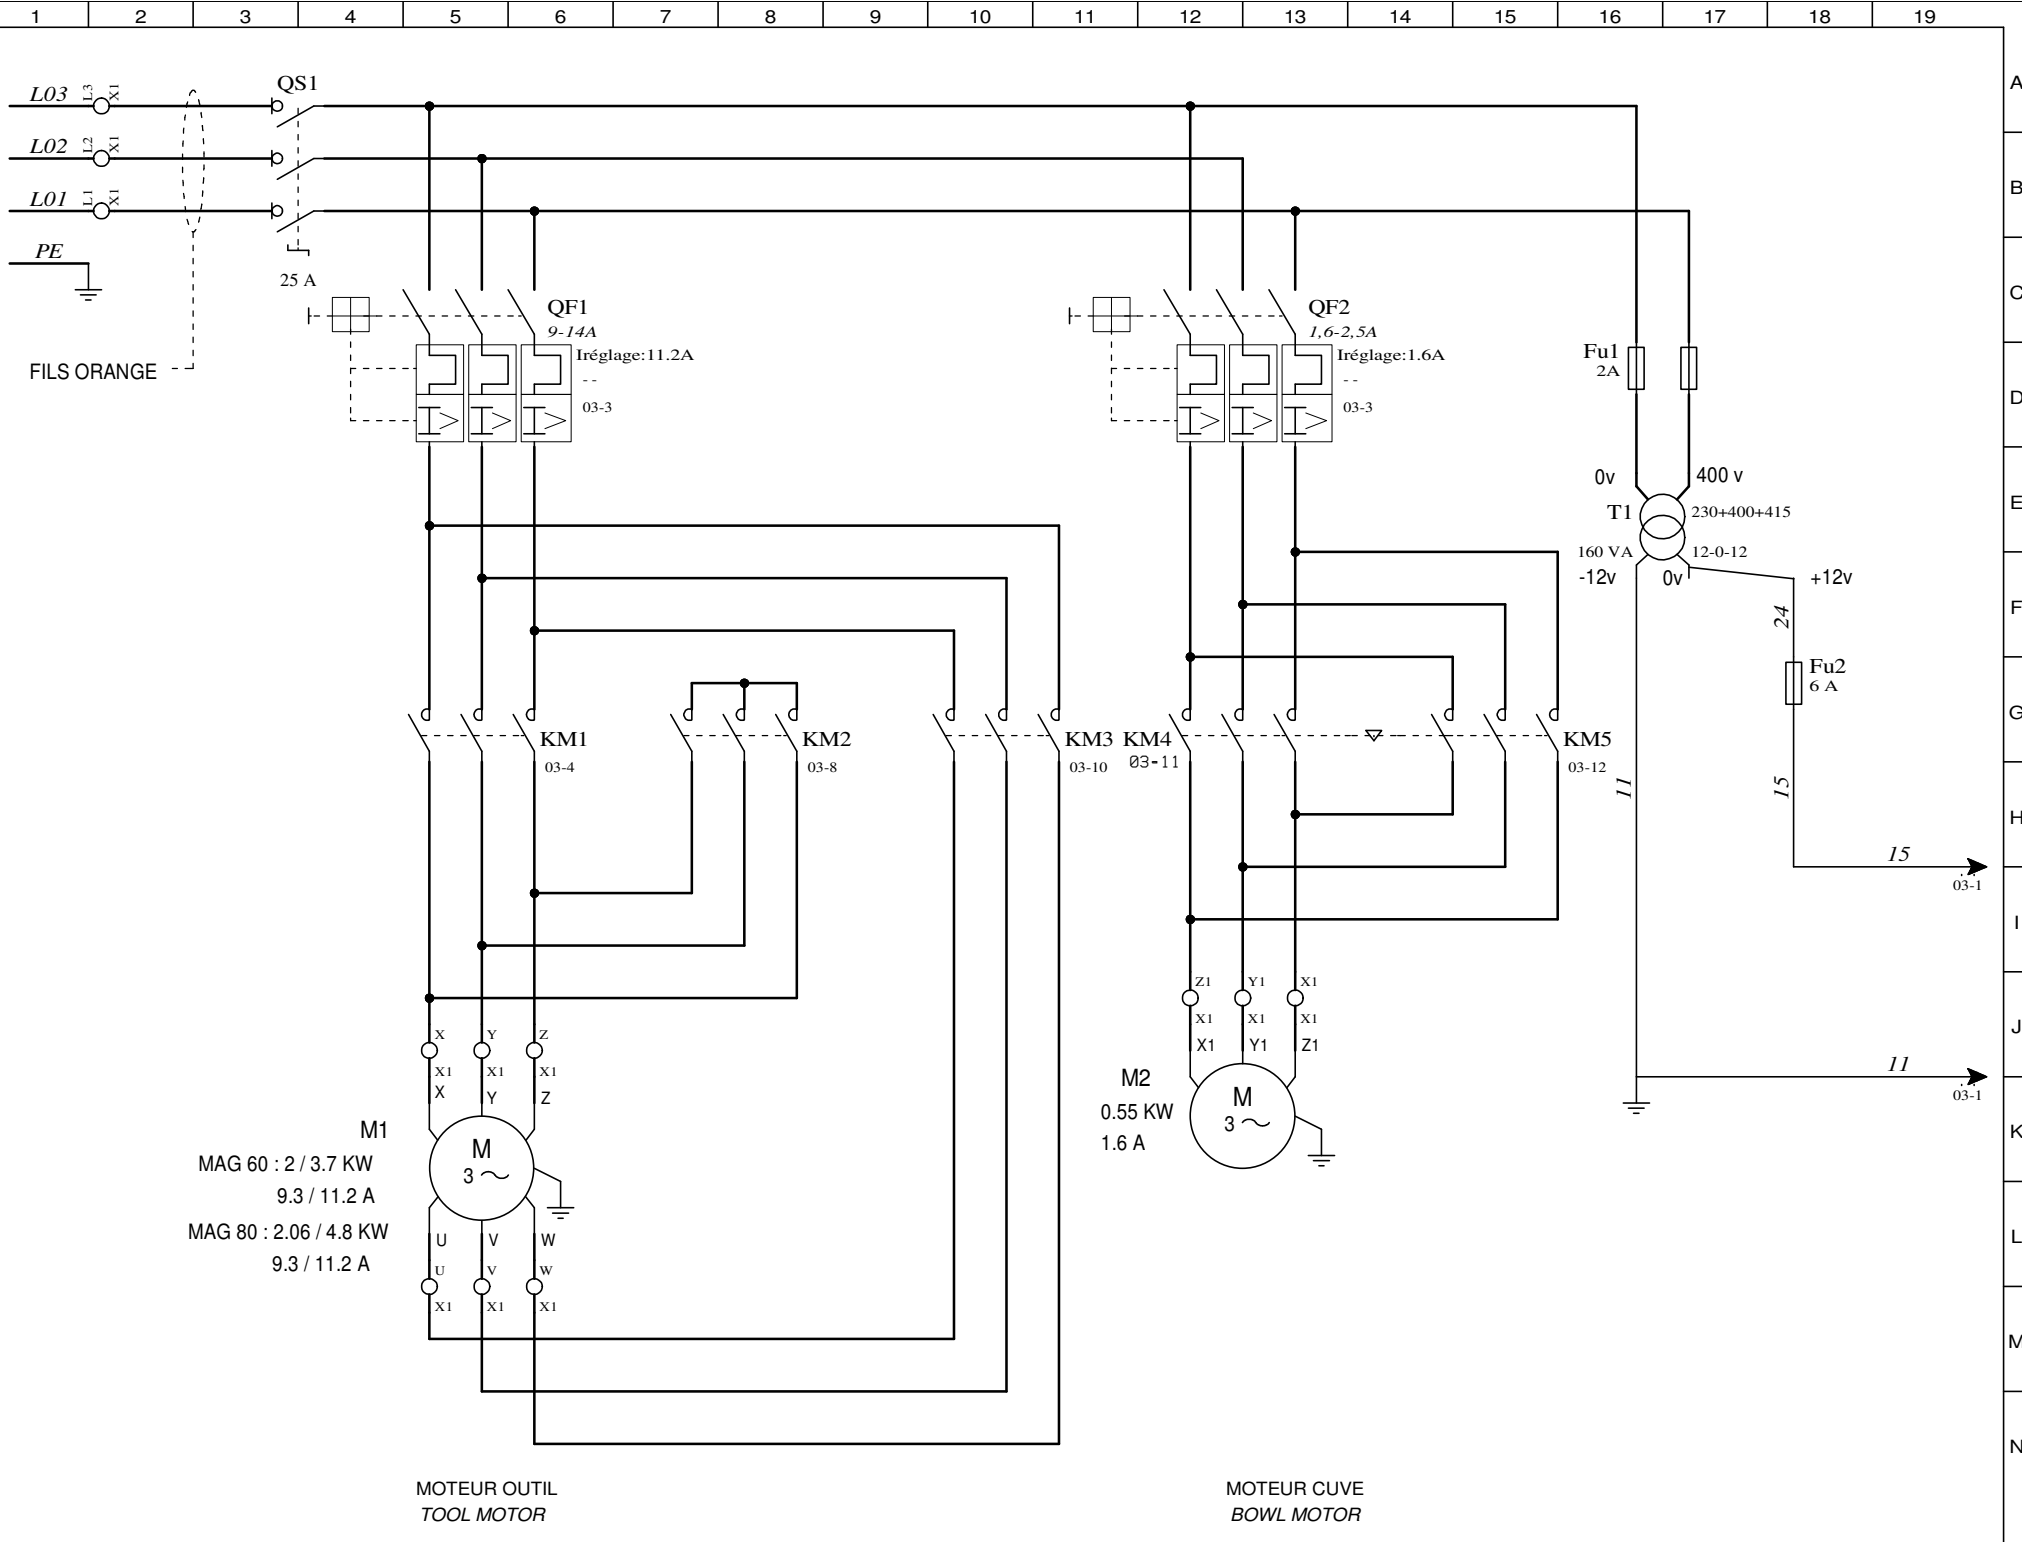 1 2 3 4 5 6 7 8 9 10 11 12 13 14 15 16 17 18 19
A
L03 L3 X1 QS1
L02 L2 X1
B
L01 L1 X1
PE
25 A
C
QF1
9-14A
Iréglage:11.2A
--
03-3
QF2
1,6-2,5A
Iréglage:1.6A
--
03-3
FILS ORANGE
Fu1
2A
D
0v 400 v
E
T1 230+400+415
160 VA 12-0-12
-12v 0v +12v
F
24
Fu2
6 A
G
KM1
03-4
KM2
03-8
KM3
03-10
KM4
03-11
KM5
03-12
11 15
H
15
03-1
I
Z1 Y1 X1
X1 X1 X1
X1 Y1 Z1
J
X Y Z
X1 X1 X1
X Y Z
11
03-1
M2
0.55 KW
1.6 A
M
3
K
M1
MAG 60 : 2 / 3.7 KW
9.3 / 11.2 A
MAG 80 : 2.06 / 4.8 KW
9.3 / 11.2 A
M
3
L
U V W
U V W
X1 X1 X1
M
N
MOTEUR OUTIL
TOOL MOTOR
MOTEUR CUVE
BOWL MOTOR